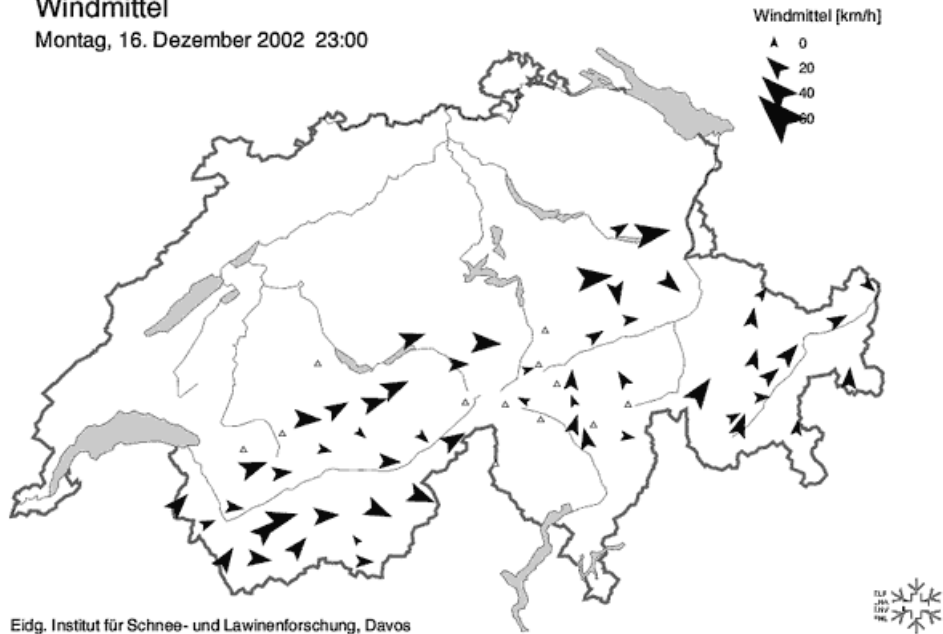 Windmittel
Montag, 16. Dezember 2002 23:00
Windmittel [km/h]
0
20
40
60
Eidg. Institut für Schnee- und Lawinenforschung, Davos